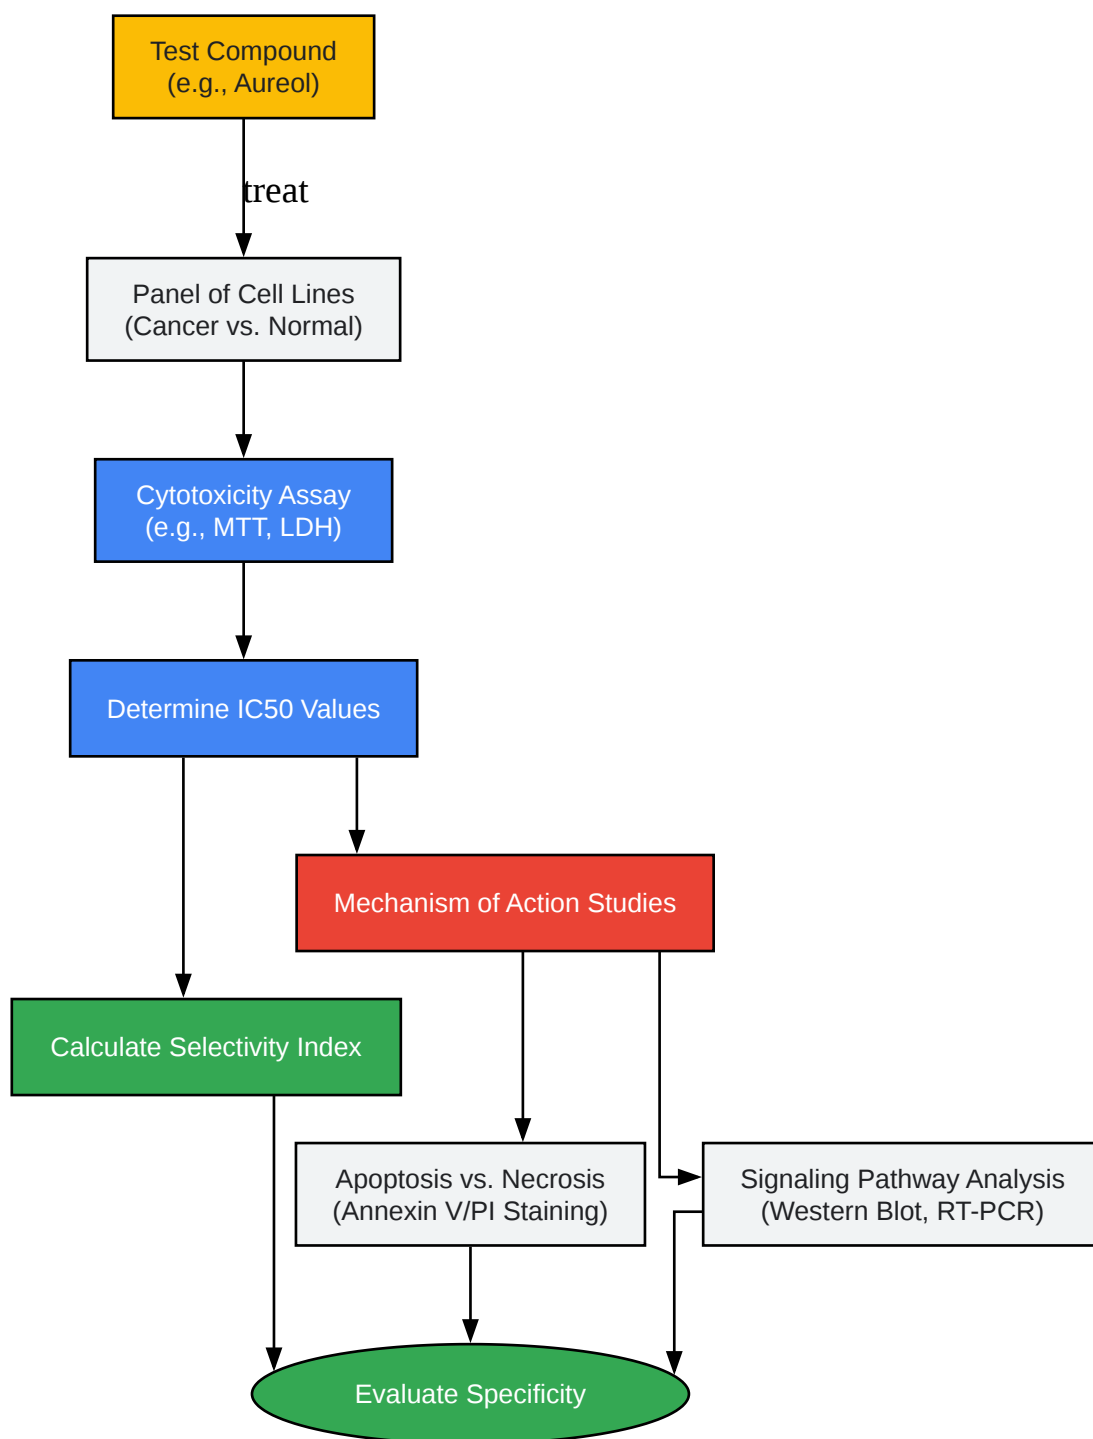 Test Compound
(e.g., Aureol)
treat
Panel of Cell Lines
(Cancer vs. Normal)
Cytotoxicity Assay
(e.g., MTT, LDH)
Determine IC50 Values
Mechanism of Action Studies
Calculate Selectivity Index
Apoptosis vs. Necrosis
(Annexin V/PI Staining)
Signaling Pathway Analysis
(Western Blot, RT-PCR)
Evaluate Specificity